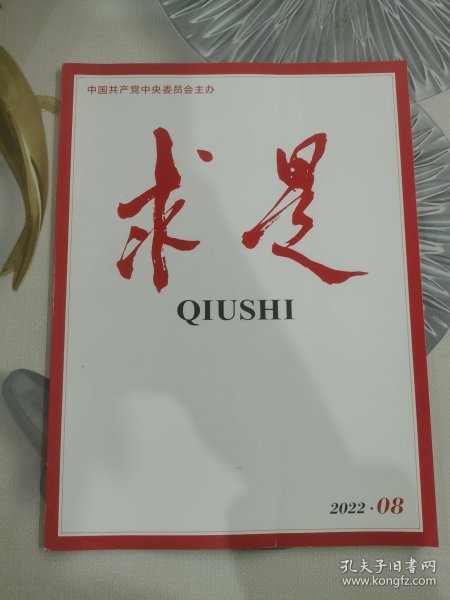 中国共产党中央委员会主办
求是
QIUSHI
2022·08
孔夫子旧书网
www.kongfz.com